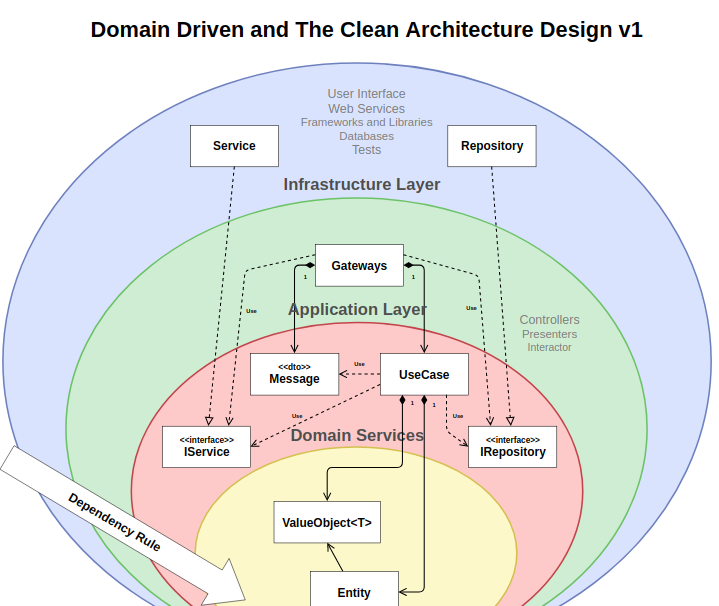 Domain Driven and The Clean Architecture Design v1
User Interface
Web Services
Frameworks and Libraries
Databases
Tests
Service
Repository
Infrastructure Layer
Gateways
1
1
Use
Use
Application Layer
Controllers
Presenters
Interactor
<<dto>>
Message
Use
UseCase
1
1
Use
Use
Domain Services
<<interface>>
IService
<<interface>>
IRepository
Dependency Rule
ValueObject<T>
Entity